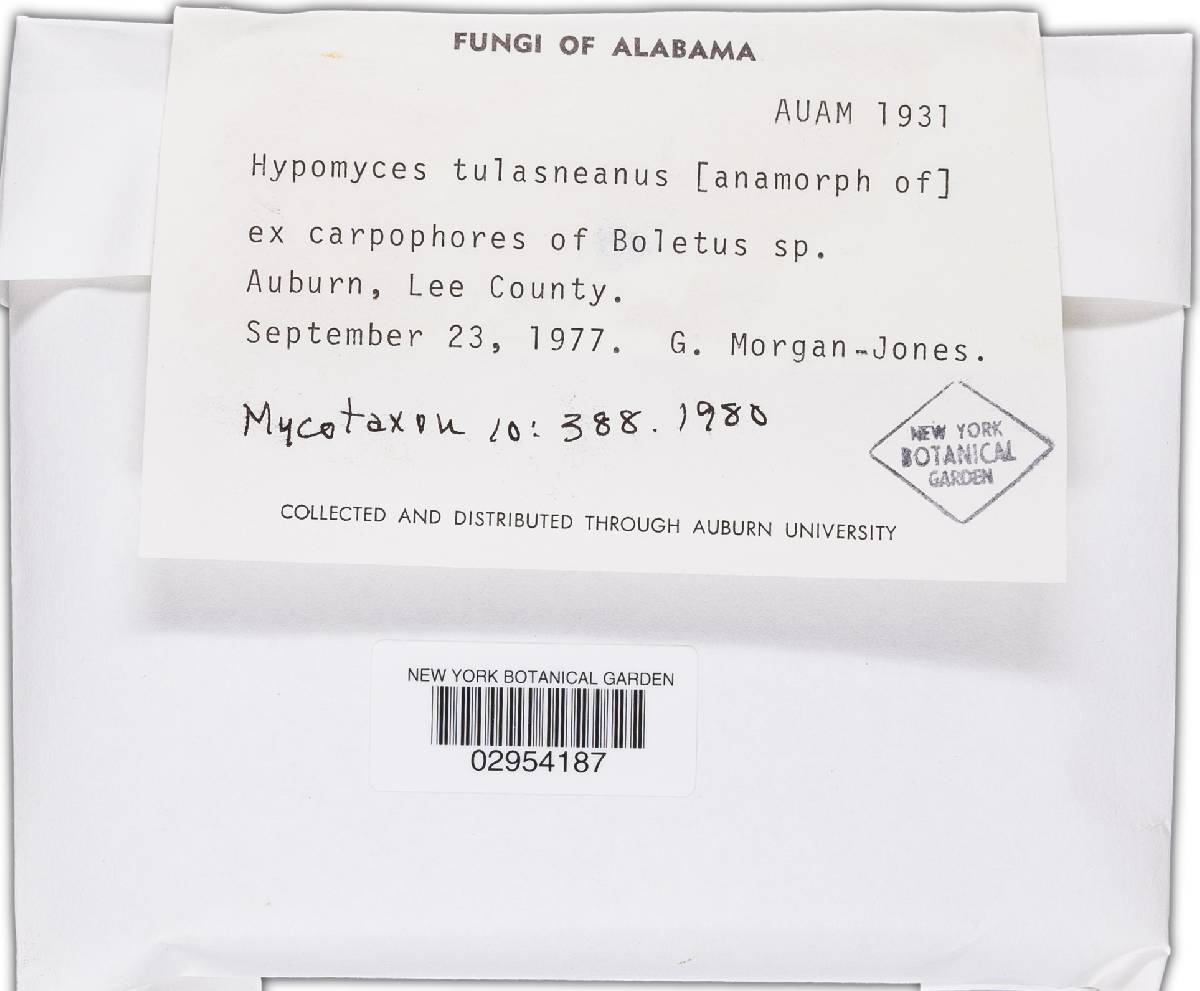 FUNGI OF ALABAMA
AUAM 1931
Hypomyces tulasneanus [anamorph of]
ex carpophores of Boletus sp.
Auburn, Lee County.
September 23, 1977. G. Morgan-Jones.
Mycotaxon 10: 388. 1980
NEW YORK
BOTANICAL
GARDEN
COLLECTED AND DISTRIBUTED THROUGH AUBURN UNIVERSITY
NEW YORK BOTANICAL GARDEN
02954187